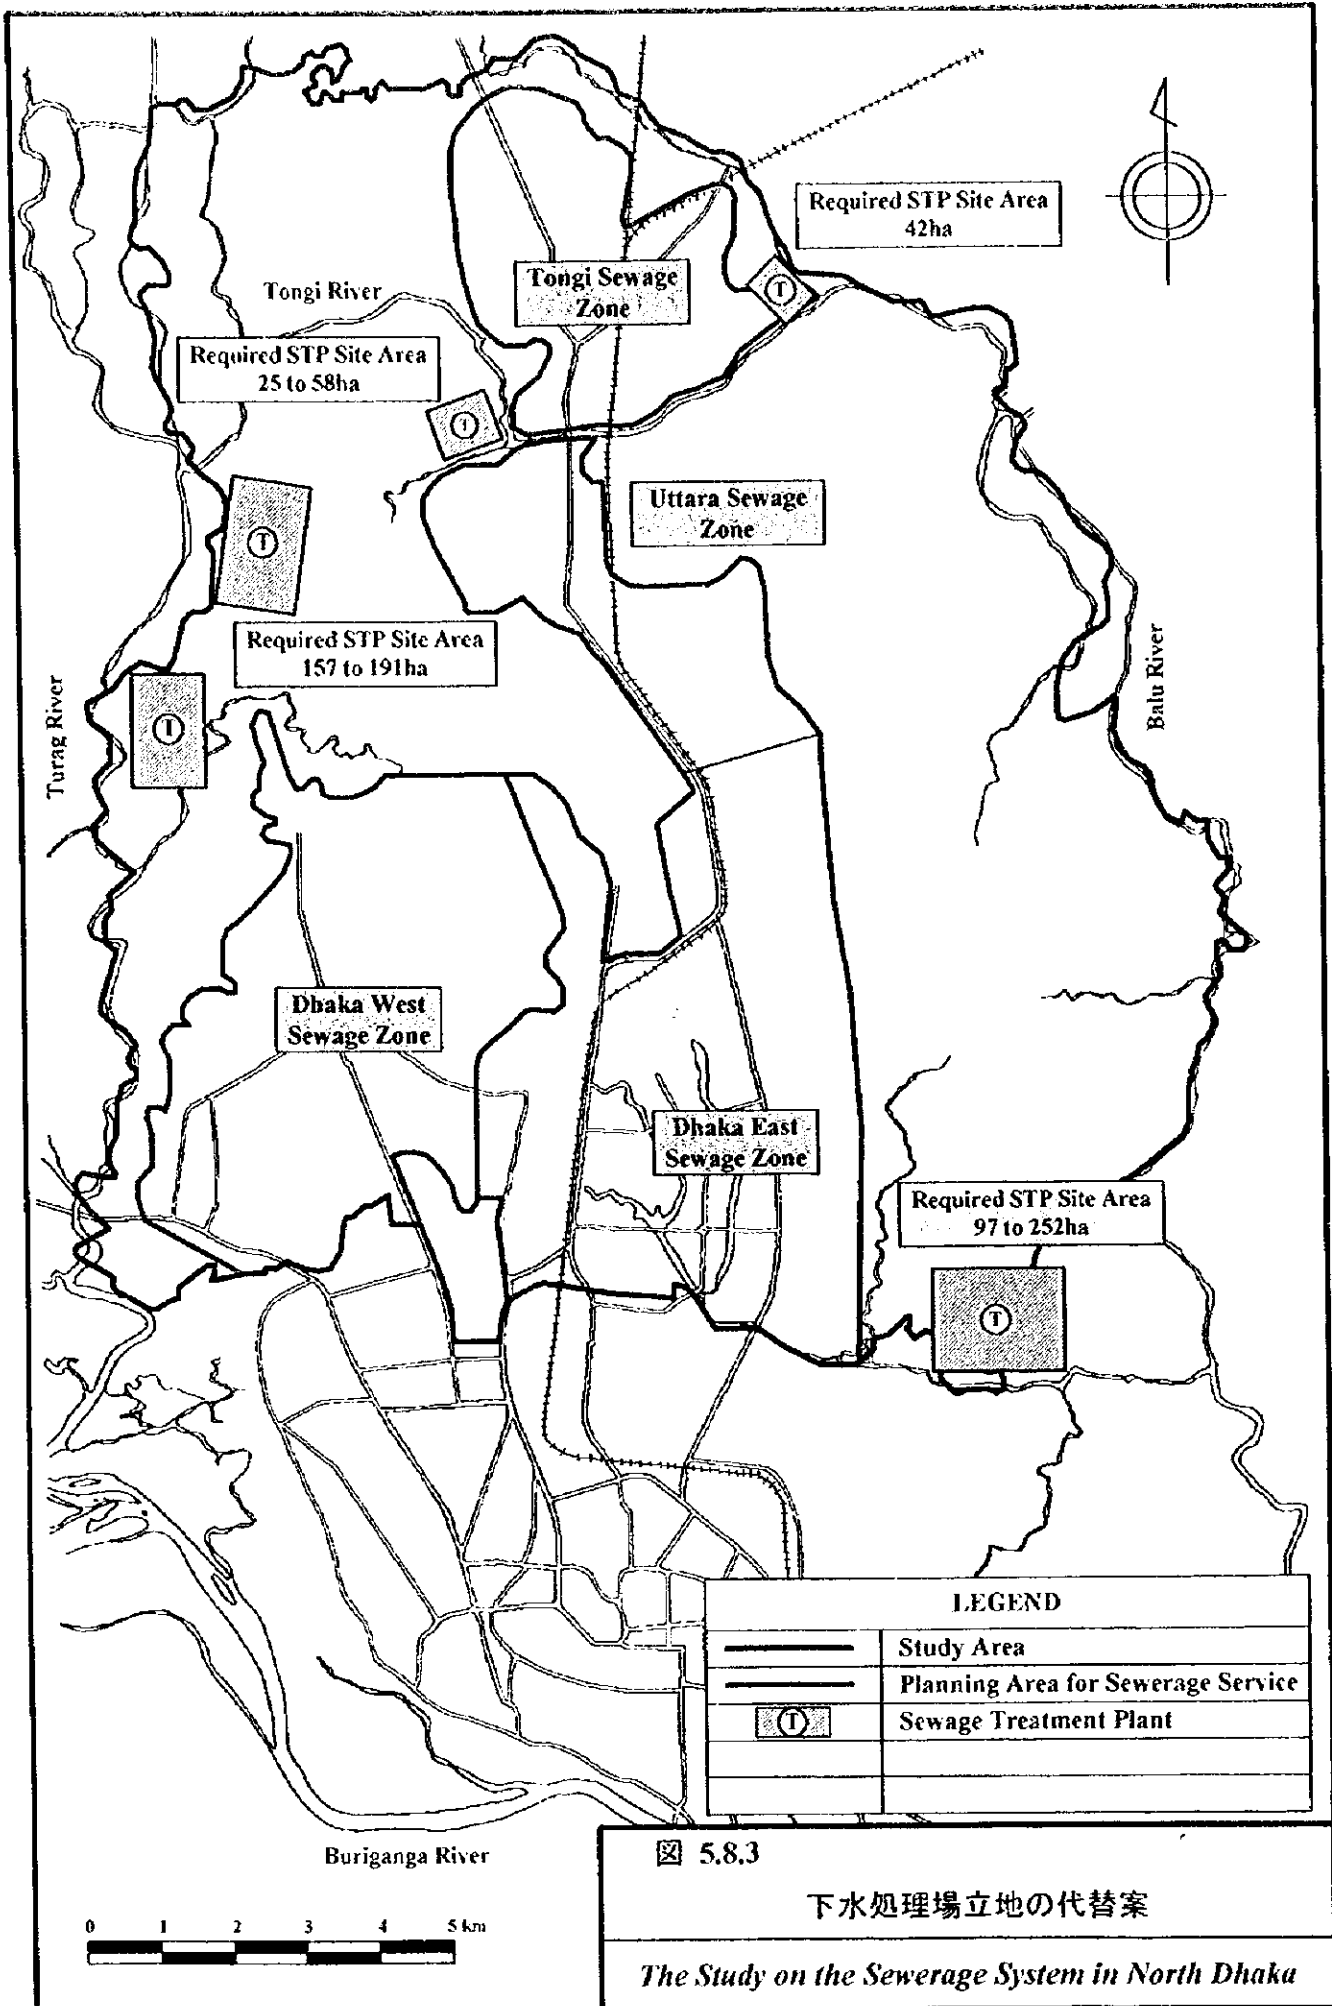 Required STP Site Area
42ha
T
Tongi Sewage
Zone
Tongi River
Required STP Site Area
25 to 58ha
T
Uttara Sewage
Zone
T
Required STP Site Area
157 to 191ha
Turag River
T
Balu River
Dhaka West
Sewage Zone
Dhaka East
Sewage Zone
Required STP Site Area
97 to 252ha
T
LEGEND
Study Area
Planning Area for Sewerage Service
T
Sewage Treatment Plant
Buriganga River
0 1 2 3 4 5 km
図 5.8.3
下水処理場立地の代替案
The Study on the Sewerage System in North Dhaka